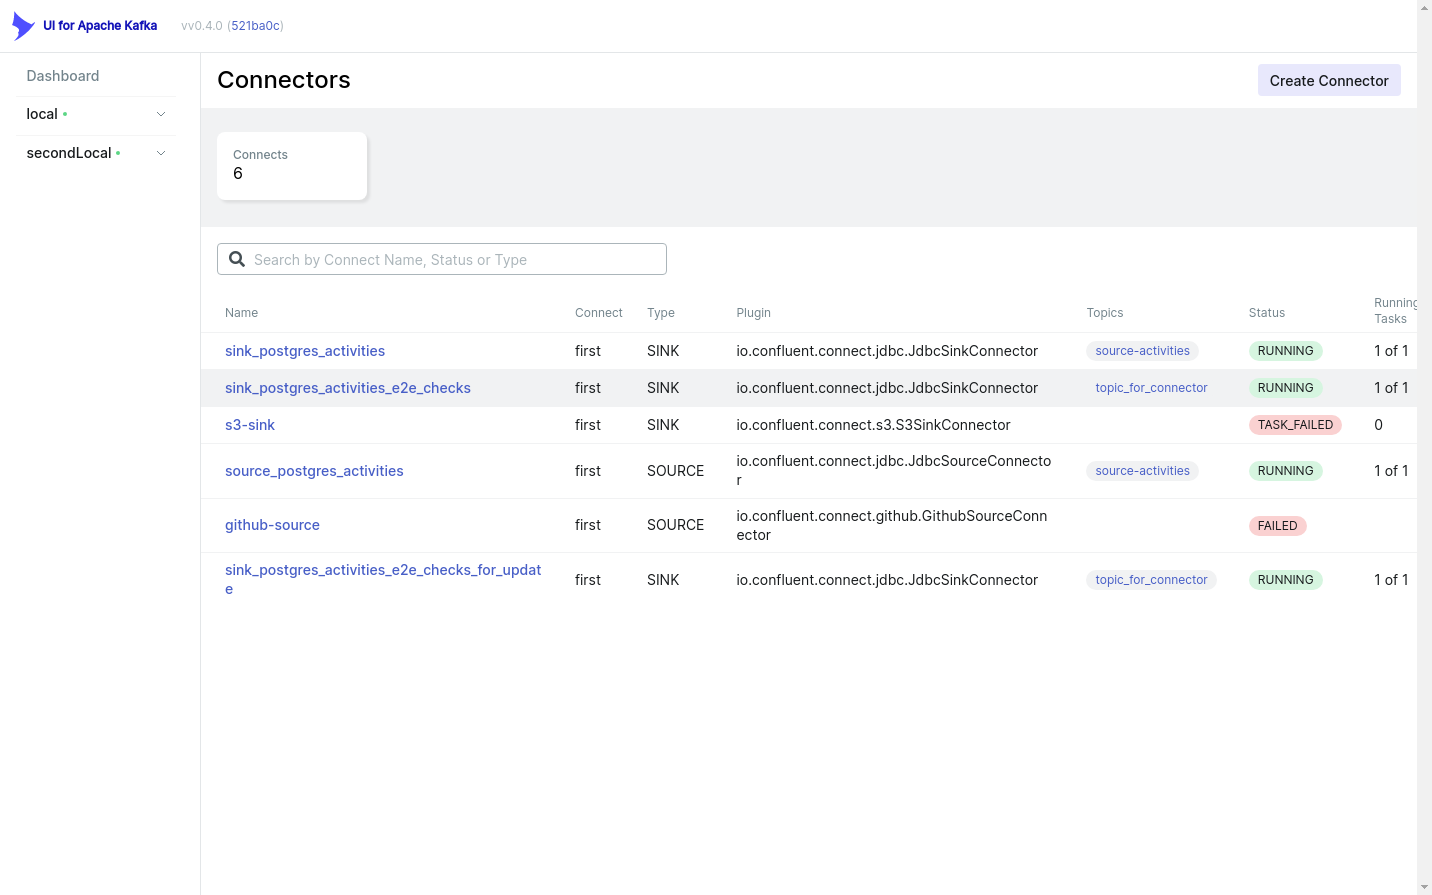 UI for Apache Kafka vv0.4.0 (521ba0c)
Dashboard
local
secondLocal
Connectors
Create Connector
Connects
6
Search by Connect Name, Status or Type
Name Connect Type Plugin Topics Status Running
Tasks
sink_postgres_activities first SINK io.confluent.connect.jdbc.JdbcSinkConnector source-activities RUNNING 1 of 1
sink_postgres_activities_e2e_checks first SINK io.confluent.connect.jdbc.JdbcSinkConnector topic_for_connector RUNNING 1 of 1
s3-sink first SINK io.confluent.connect.s3.S3SinkConnector TASK_FAILED 0
source_postgres_activities first SOURCE io.confluent.connect.jdbc.JdbcSourceConnecto
r source-activities RUNNING 1 of 1
github-source first SOURCE io.confluent.connect.github.GithubSourceConn
ector FAILED
sink_postgres_activities_e2e_checks_for_updat
e first SINK io.confluent.connect.jdbc.JdbcSinkConnector topic_for_connector RUNNING 1 of 1